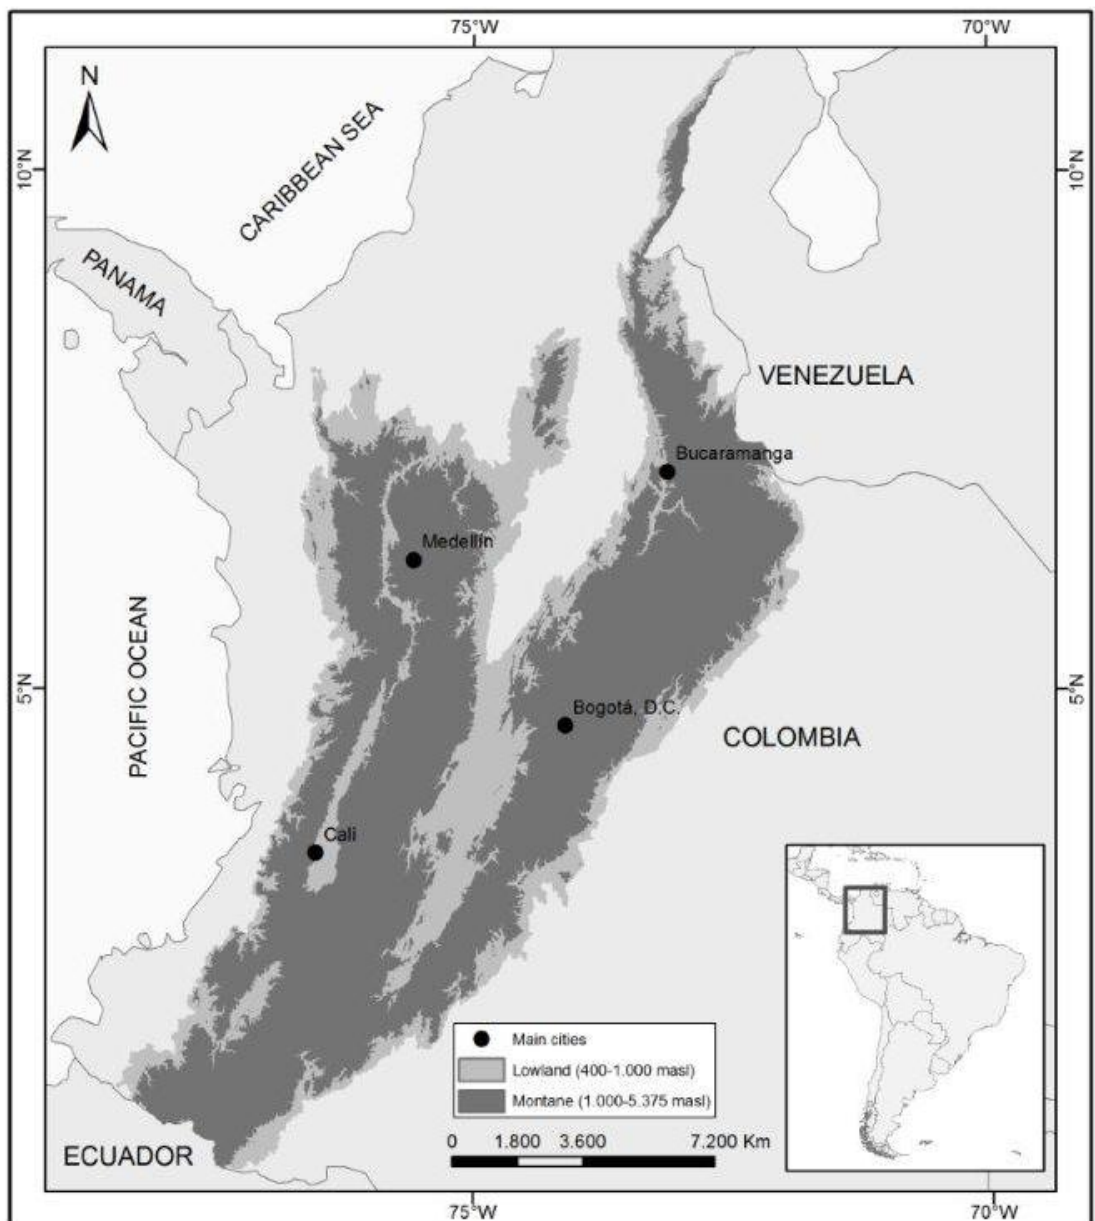 75°W
70°W
N
10°N
10°N
CARIBBEAN SEA
PANAMA
VENEZUELA
Bucaramanga
Medellín
PACIFIC OCEAN
5°N
5°N
Bogotá, D.C.
COLOMBIA
Cali
Main cities
Lowland (400-1.000 masl)
Montane (1.000-5.375 masl)
0 1.800 3.600 7.200 Km
ECUADOR
75°W
70°W